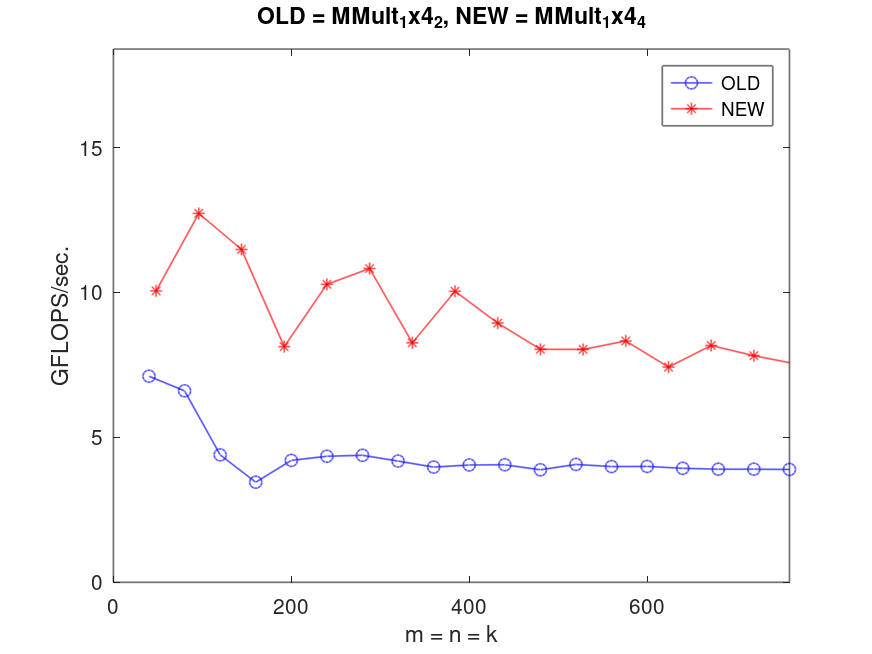 OLD = MMult₁x4₂, NEW = MMult₁x4₄
OLD
NEW
15
10
5
0
GFLOPS/sec.
0 200 400 600
m = n = k